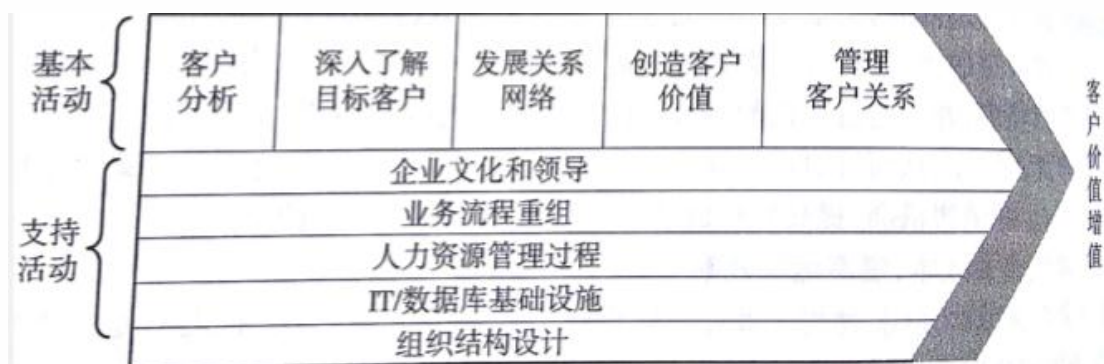 基本
活动
客户
分析
深入了解
目标客户
发展关系
网络
创造客户
价值
管理
客户关系
支持
活动
企业文化和领导
业务流程重组
人力资源管理过程
IT/数据库基础设施
组织结构设计
客户价值增值